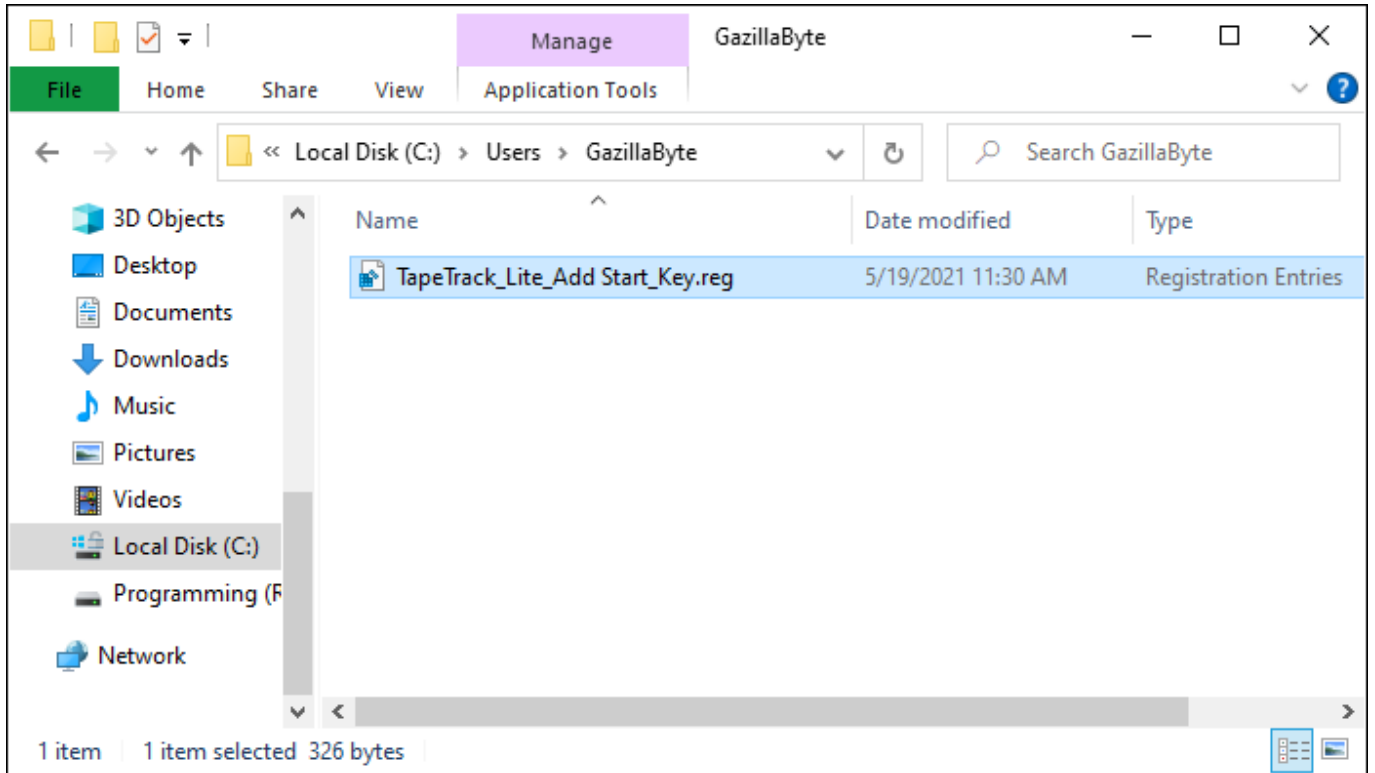 Manage GazillaByte
File Home Share View Application Tools ?
« Local Disk (C:) > Users > GazillaByte Search GazillaByte
3D Objects
Desktop
Documents
Downloads
Music
Pictures
Videos
Local Disk (C:)
Programming (R
Network
Name Date modified Type
TapeTrack_Lite_Add Start_Key.reg 5/19/2021 11:30 AM Registration Entries
1 item 1 item selected 326 bytes